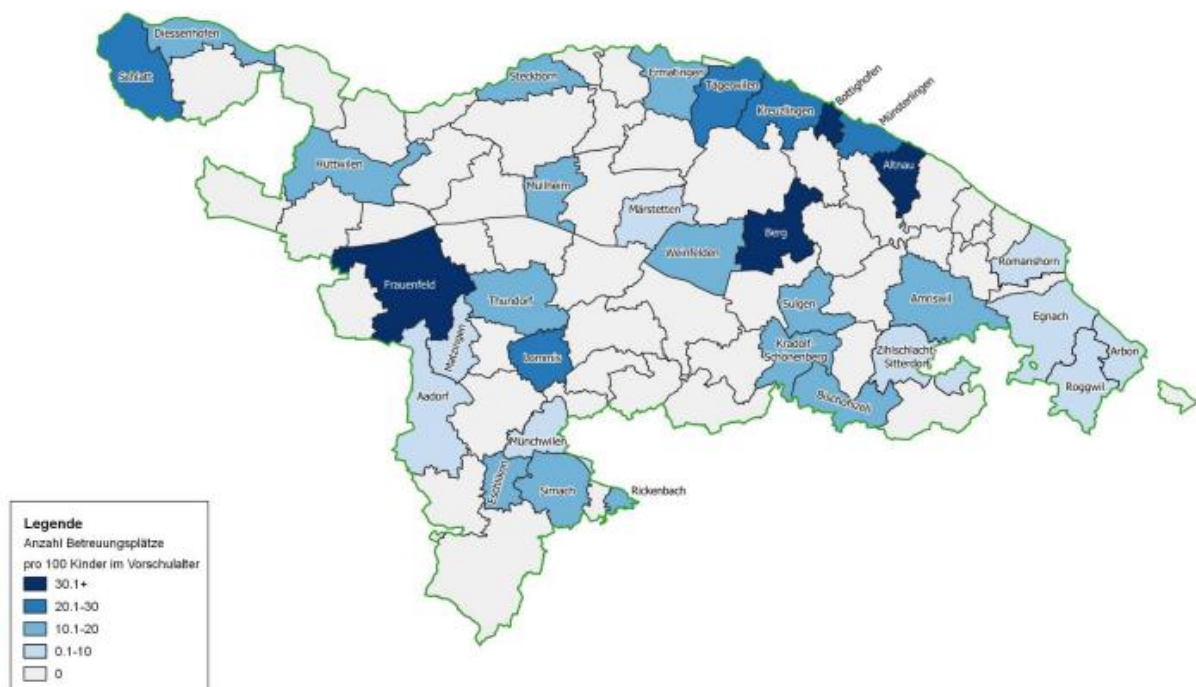 Diessenhofen
Schlatt
Steckborn
Ermatingen
Tägerwilen
Kreuzlingen
Bottighofen
Münsterlingen
Altnau
Hüttwilen
Müllheim
Märstetten
Berg
Weinfelden
Romanshorn
Frauenfeld
Thundorf
Sulgen
Amriswil
Egnach
Matzingen
Lommis
Kradolf-
Schönenberg
Zihlschlacht-
Sitterdorf
Arbon
Roggwil
Aadorf
Bischofszell
Münchwilen
Eschlikon
Sirnach
Rickenbach
Legende
Anzahl Betreuungsplätze
pro 100 Kinder im Vorschulalter
30.1+
20.1-30
10.1-20
0.1-10
0